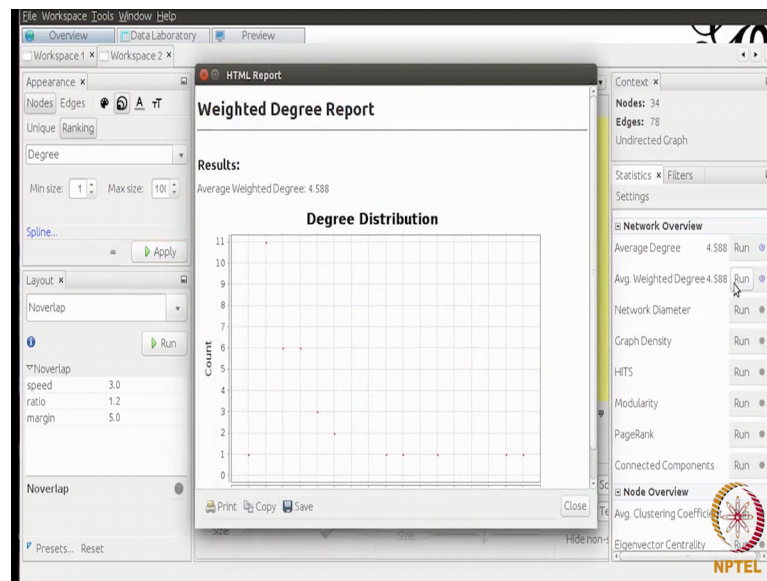 File Workspace Tools Window Help
Overview Data Laboratory Preview
Workspace 1 × Workspace 2 ×
Appearance ×
Nodes Edges A TT
Unique Ranking
Degree
Min size: 1 Max size: 10(
Spline...
= Apply
Layout ×
Noverlap
Run
Noverlap
speed 3.0
ratio 1.2
margin 5.0
Noverlap
Presets... Reset
HTML Report
Weighted Degree Report
Results:
Average Weighted Degree: 4.588
Degree Distribution
11
10
9
8
7
6
5
4
3
2
1
0
Count
Print Copy Save Close
Size: Size: Hide non-s
Context ×
Nodes: 34
Edges: 78
Undirected Graph
Statistics × Filters
Settings
Network Overview
Average Degree 4.588 Run
Avg. Weighted Degree 4.588 Run
Network Diameter Run
Graph Density Run
HITS Run
Modularity Run
PageRank Run
Connected Components Run
Node Overview
Avg. Clustering Coefficient
Eigenvector Centrality Run
NPTEL